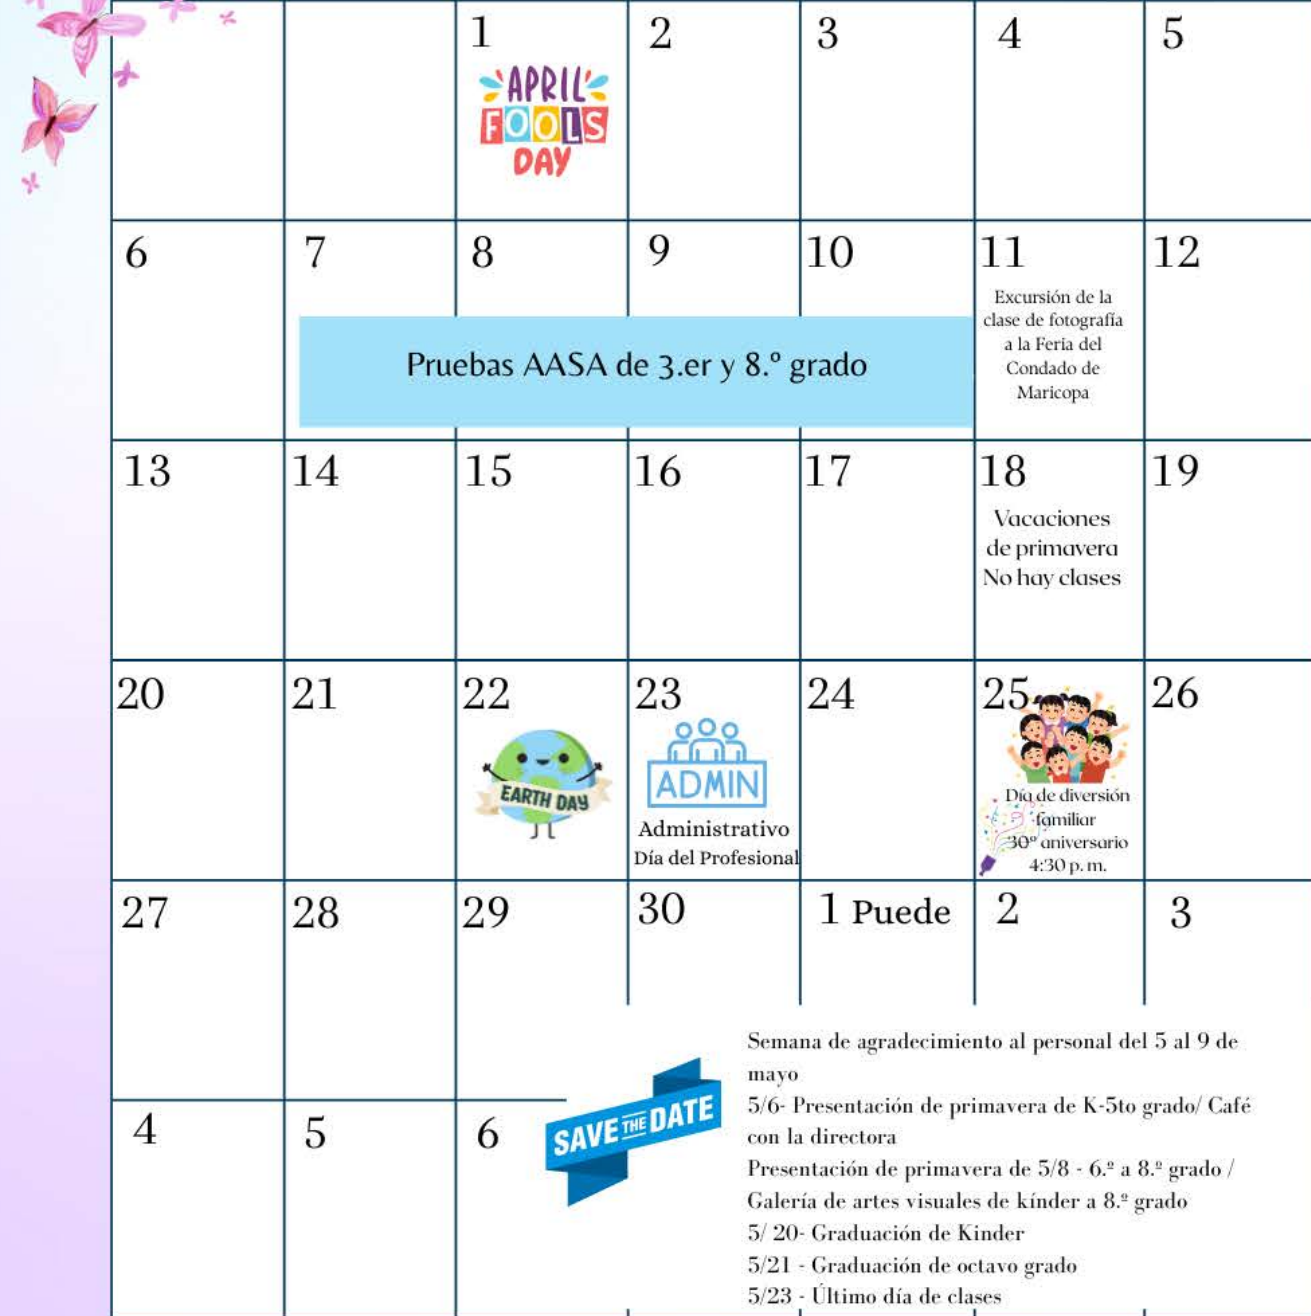 1
2
3
4
5
APRIL
FOOLS
DAY
6
7
8
9
10
11
12
Pruebas AASA de 3.er y 8.º grado
Excursión de la
clase de fotografía
a la Feria del
Condado de
Maricopa
13
14
15
16
17
18
19
Vacaciones
de primavera
No hay clases
20
21
22
23
24
25
26
EARTH DAY
ADMIN
Administrativo
Día del Profesional
Día de diversión
familiar
30º aniversario
4:30 p. m.
27
28
29
30
1 Puede
2
3
4
5
6
SAVE THE DATE
Semana de agradecimiento al personal del 5 al 9 de
mayo
5/6- Presentación de primavera de K-5to grado/ Café
con la directora
Presentación de primavera de 5/8 - 6.º a 8.º grado /
Galería de artes visuales de kínder a 8.º grado
5/ 20- Graduación de Kinder
5/21 - Graduación de octavo grado
5/23 - Último día de clases